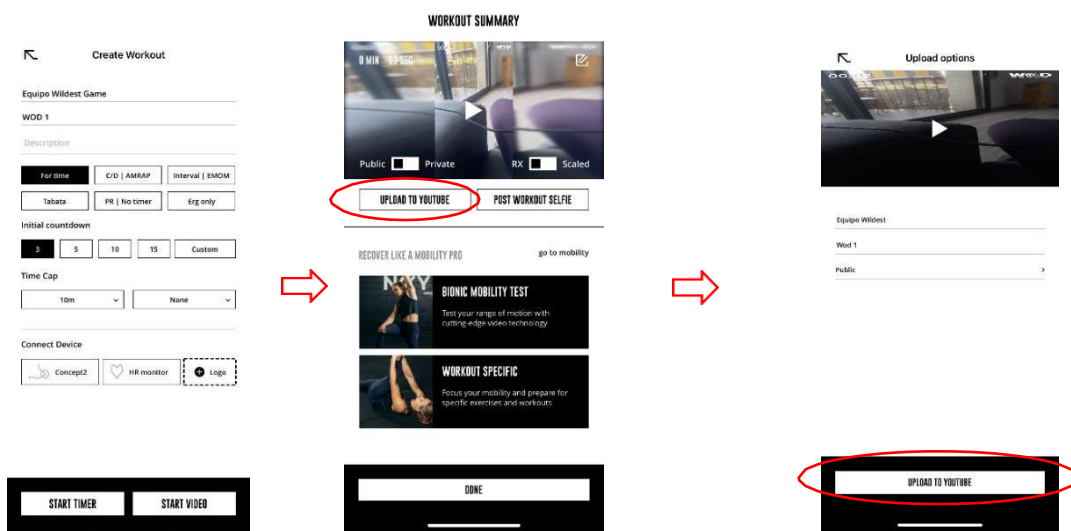 Create Workout
Equipo Wildest Game
WOD 1
Description
For time
C/D | AMRAP
Interval | EMOM
Tabata
PR | No timer
Erg only
Initial countdown
3
5
10
15
Custom
Time Cap
10m
None
Connect Device
Concept2
HR monitor
Logo
START TIMER
START VIDEO
WORKOUT SUMMARY
0 MIN
SEC
Public
Private
RX
Scaled
UPLOAD TO YOUTUBE
POST WORKOUT SELFIE
RECOVER LIKE A MOBILITY PRO
go to mobility
BIONIC MOBILITY TEST
Test your range of motion with
cutting-edge video technology
WORKOUT SPECIFIC
Focus your mobility and prepare for
specific exercises and workouts
DONE
Upload options
Equipo Wildest
Wod 1
Public
UPLOAD TO YOUTUBE